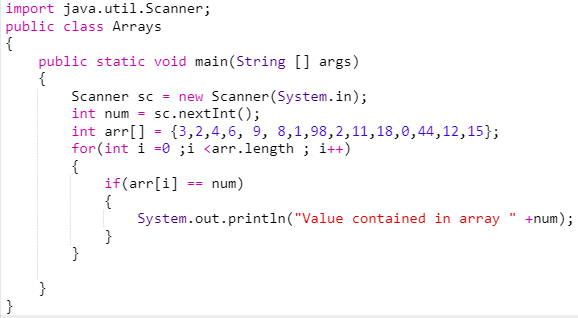 import java.util.Scanner;
public class Arrays
{
    public static void main(String [] args)
    {
        Scanner sc = new Scanner(System.in);
        int num = sc.nextInt();
        int arr[] = {3,2,4,6, 9, 8,1,98,2,11,18,0,44,12,15};
        for(int i =0 ;i <arr.length ; i++)
        {
            if(arr[i] == num)
            {
                System.out.println("Value contained in array " +num);
            }
        }

    }
}